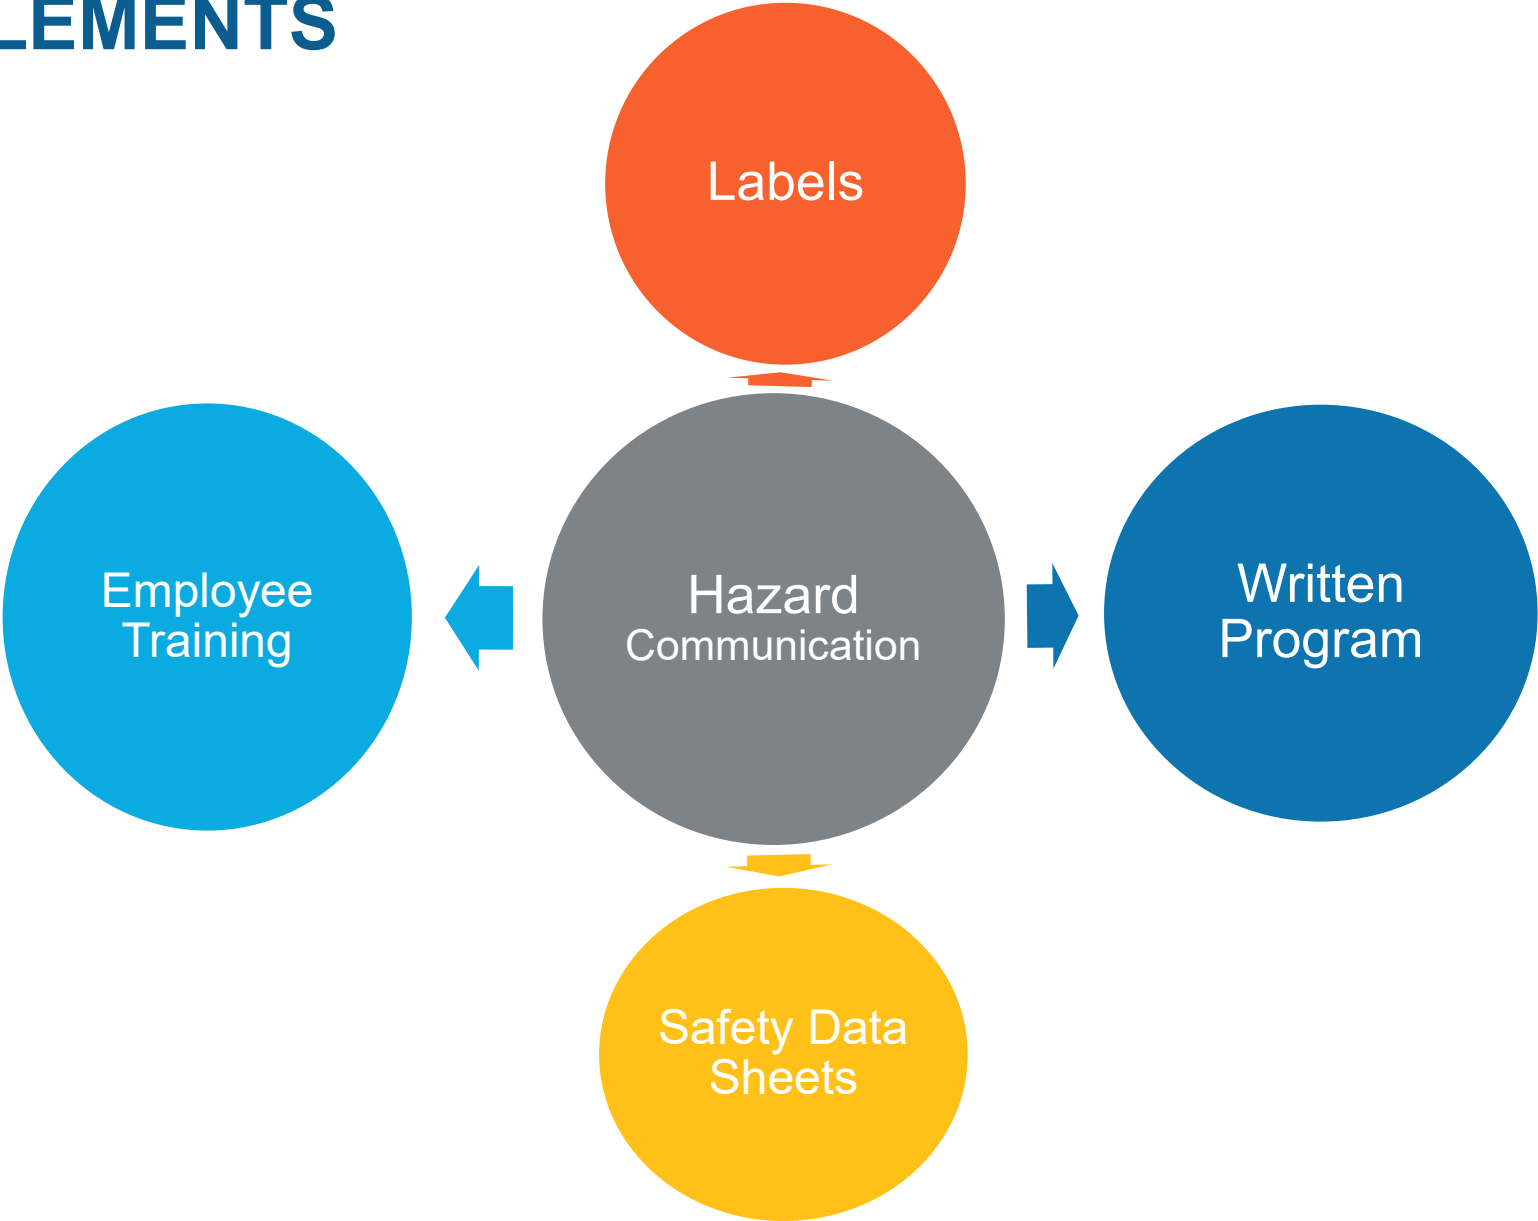 LEMENTS
Labels
Employee
Training
Hazard
Communication
Written
Program
Safety Data
Sheets